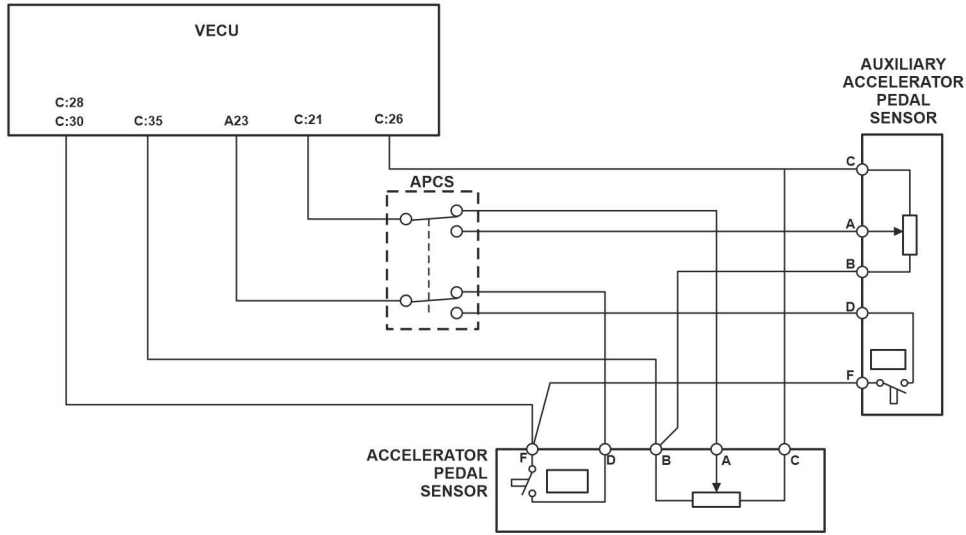 VECU
C:28
C:30 C:35 A23 C:21 C:26
AUXILIARY
ACCELERATOR
PEDAL
SENSOR
APCS
C
A
B
D
F
ACCELERATOR
PEDAL
SENSOR
F D B A C